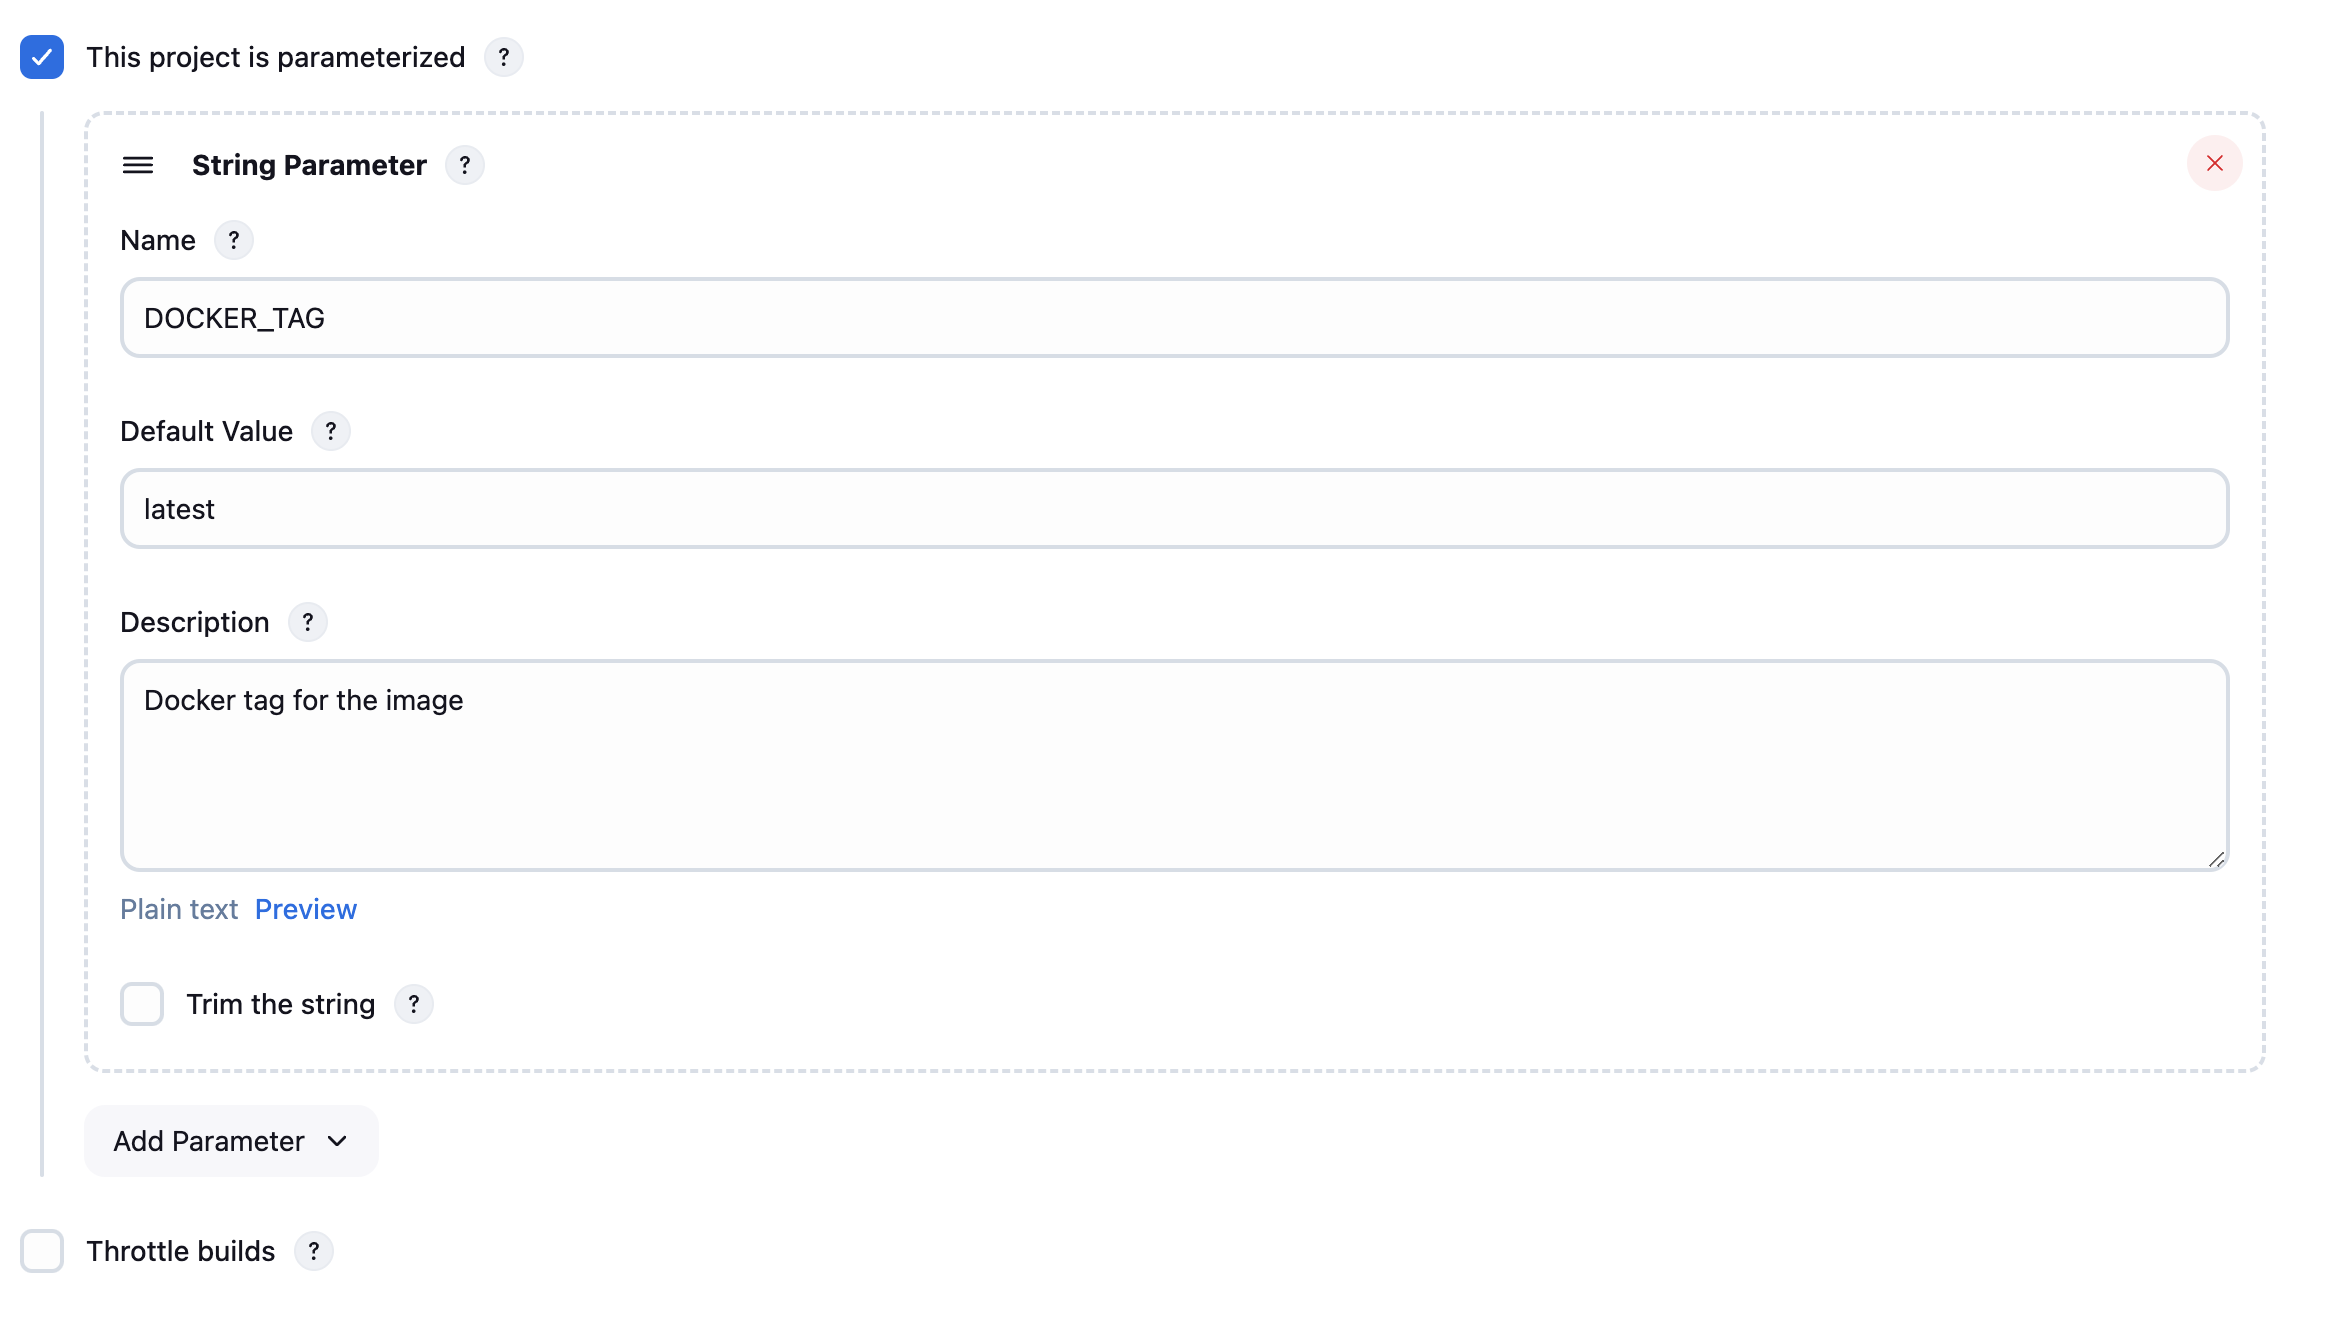 This project is parameterized ?
String Parameter ?
Name ?
DOCKER_TAG
Default Value ?
latest
Description ?
Docker tag for the image
Plain text Preview
Trim the string ?
Add Parameter
Throttle builds ?